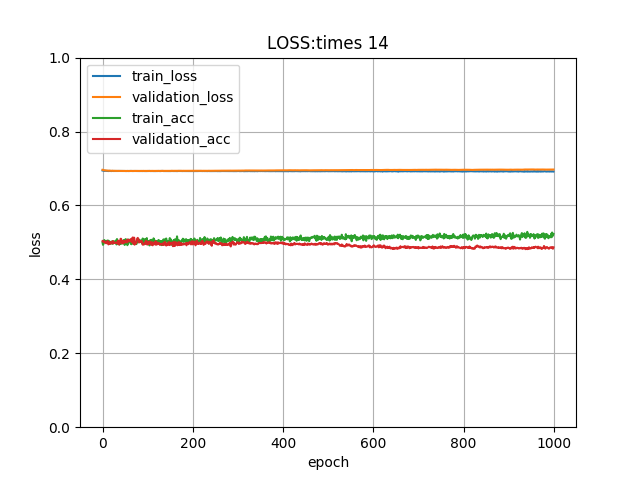 LOSS:times 14
1.0
0.8
0.6
0.4
0.2
0.0
loss
train_loss
validation_loss
train_acc
validation_acc
0 200 400 600 800 1000
epoch